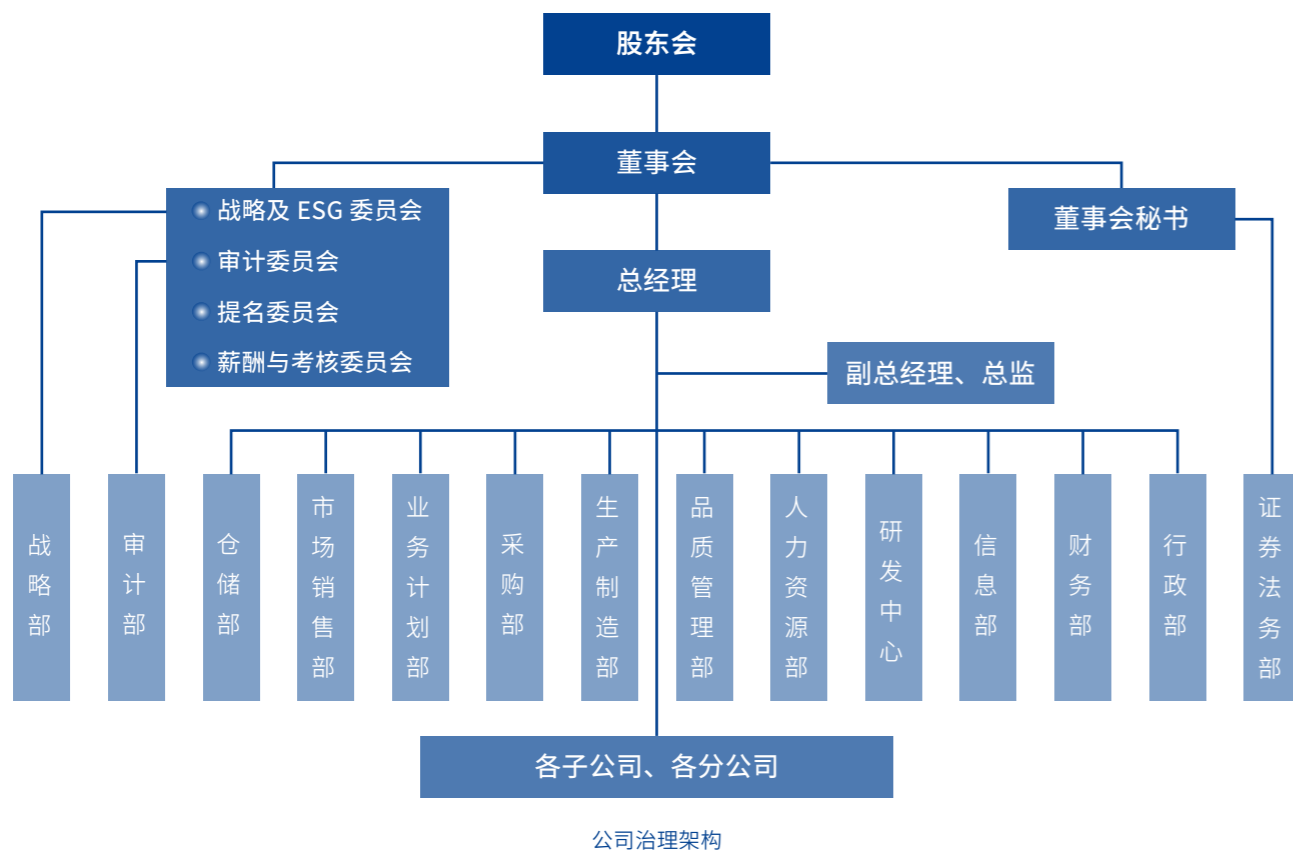 股东会
董事会
战略及 ESG 委员会
审计委员会
提名委员会
薪酬与考核委员会
董事会秘书
总经理
副总经理、总监
战略部
审计部
仓储部
市场销售部
业务计划部
采购部
生产制造部
品质管理部
人力资源部
研发中心
信息部
财务部
行政部
证券法务部
各子公司、各分公司
公司治理架构